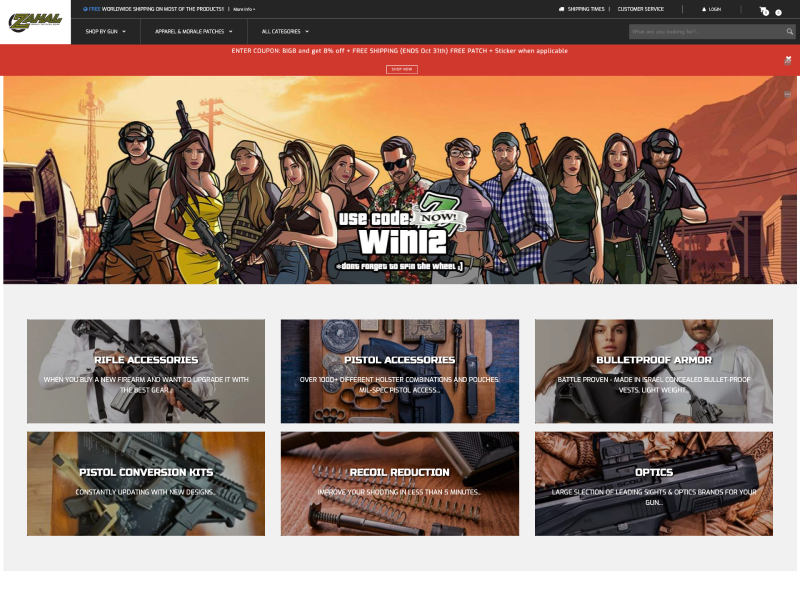 ZAHAL
FREE WORLDWIDE SHIPPING ON MOST OF THE PRODUCTS!! | More Info +
SHIPPING TIMES | CUSTOMER SERVICE
LOGIN
0
0
SHOP BY GUN
APPAREL & MORALE PATCHES
ALL CATEGORIES
What are you looking for?...
ENTER COUPON: BIG8 and get 8% off + FREE SHIPPING (ENDS Oct 31th) FREE PATCH + Sticker when applicable
SHOP NOW
USE CODE:
NOW!
Win12
*dont forget to spin the wheel ;)
RIFLE ACCESSORIES
WHEN YOU BUY A NEW FIREARM AND WANT TO UPGRADE IT WITH
THE BEST GEAR...
PISTOL ACCESSORIES
OVER 1000+ DIFFERENT HOLSTER COMBINATIONS AND POUCHES,
MIL-SPEC PISTOL ACCESS...
BULLETPROOF ARMOR
BATTLE PROVEN - MADE IN ISRAEL CONCEALED BULLET-PROOF
VESTS, LIGHT WEIGHT...
PISTOL CONVERSION KITS
CONSTANTLY UPDATING WITH NEW DESIGNS...
RECOIL REDUCTION
IMPROVE YOUR SHOOTING IN LESS THAN 5 MINUTES...
OPTICS
LARGE SLECTION OF LEADING SIGHTS & OPTICS BRANDS FOR YOUR
GUN...